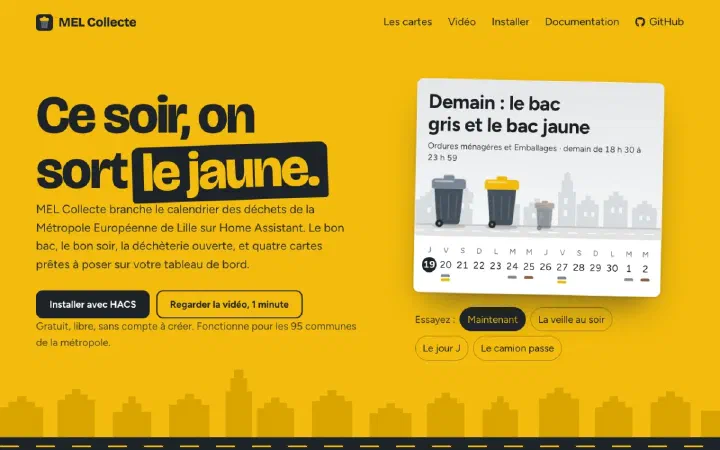 MEL Collecte
Les cartes
Vidéo
Installer
Documentation
GitHub
Ce soir, on
sort le jaune.
MEL Collecte branche le calendrier des déchets de la
Métropole Européenne de Lille sur Home Assistant. Le bon
bac, le bon soir, la déchèterie ouverte, et quatre cartes
prêtes à poser sur votre tableau de bord.
Installer avec HACS
Regarder la vidéo, 1 minute
Gratuit, libre, sans compte à créer. Fonctionne pour les 95 communes
de la métropole.
Demain : le bac
gris et le bac jaune
Ordures ménagères et Emballages · demain de 18 h 30 à
23 h 59
J V S D L M M J V S D L M M
19 20 21 22 23 24 25 26 27 28 29 30 1 2
Essayez :
Maintenant
La veille au soir
Le jour J
Le camion passe